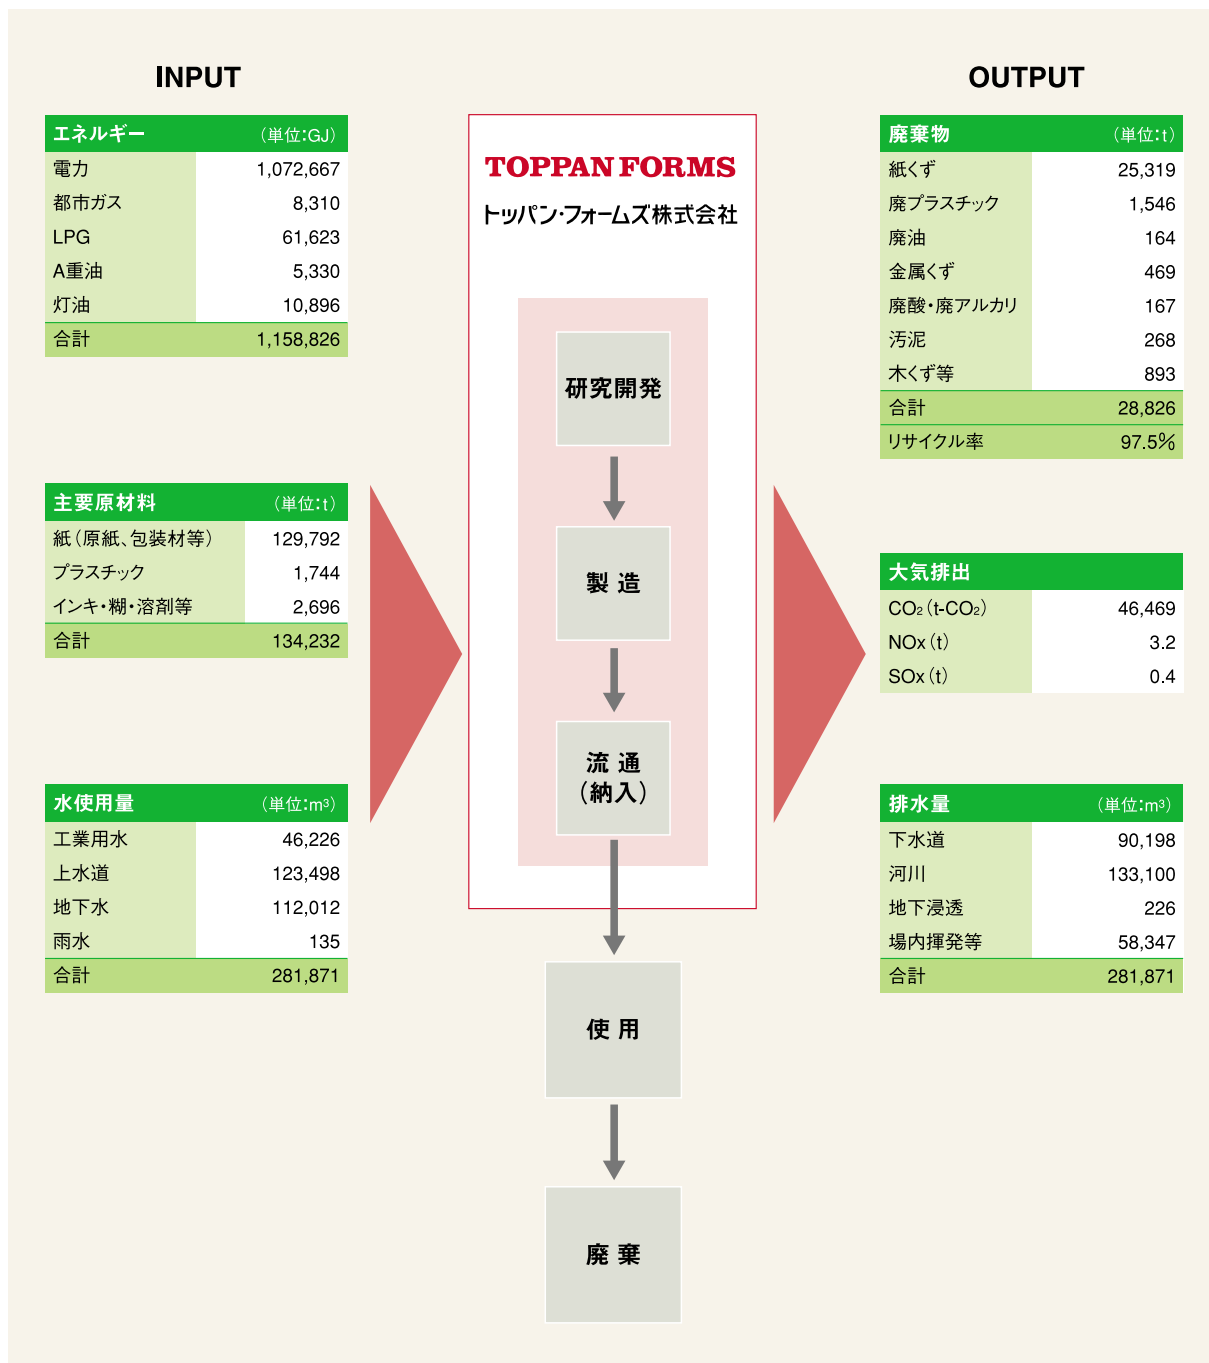 INPUT
エネルギー （単位：GJ）
電力 1,072,667
都市ガス 8,310
LPG 61,623
A重油 5,330
灯油 10,896
合計 1,158,826
主要原材料 （単位：t）
紙（原紙、包装材等） 129,792
プラスチック 1,744
インキ・糊・溶剤等 2,696
合計 134,232
水使用量 （単位：m³）
工業用水 46,226
上水道 123,498
地下水 112,012
雨水 135
合計 281,871
TOPPAN FORMS
トッパン・フォームズ株式会社
研究開発
製造
流通
（納入）
使用
廃棄
OUTPUT
廃棄物 （単位：t）
紙くず 25,319
廃プラスチック 1,546
廃油 164
金属くず 469
廃酸・廃アルカリ 167
汚泥 268
木くず等 893
合計 28,826
リサイクル率 97.5%
大気排出
CO₂（t-CO₂） 46,469
NOx（t） 3.2
SOx（t） 0.4
排水量 （単位：m³）
下水道 90,198
河川 133,100
地下浸透 226
場内揮発等 58,347
合計 281,871